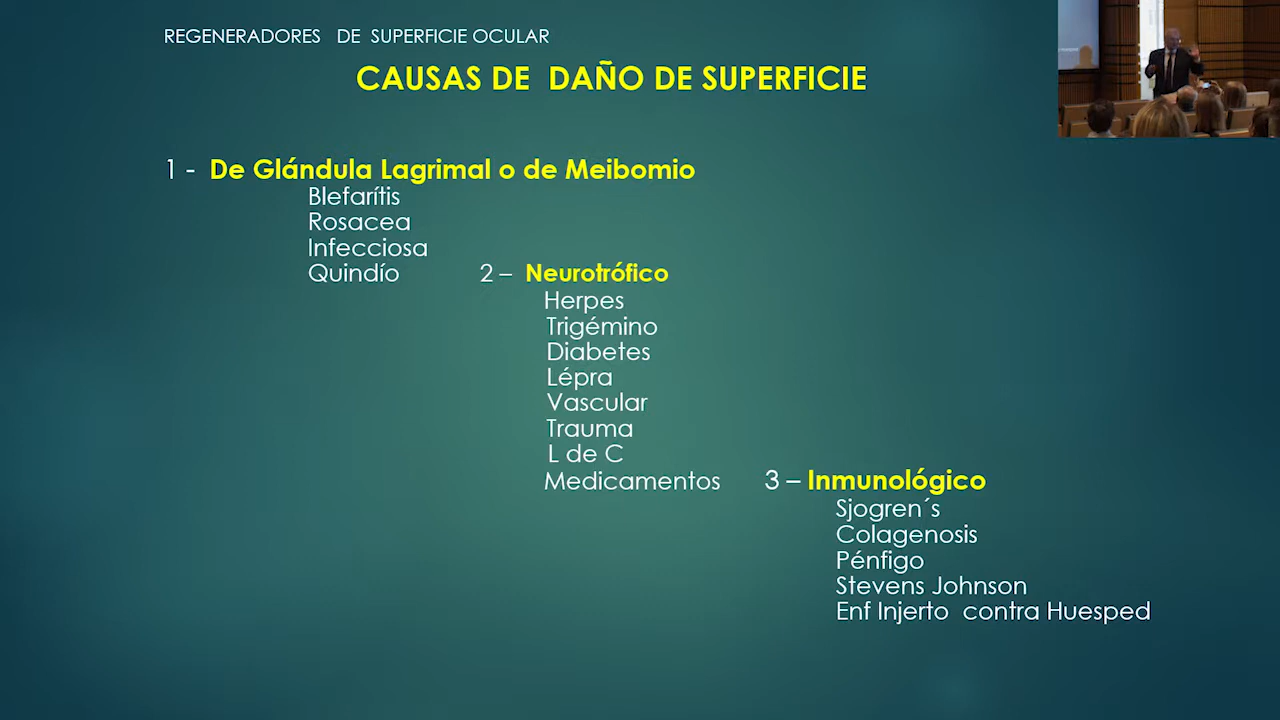 REGENERADORES DE SUPERFICIE OCULAR
CAUSAS DE DAÑO DE SUPERFICIE
1 - De Glándula Lagrimal o de Meibomio
Blefarítis
Rosacea
Infecciosa
Quindío
2 – Neurotrófico
Herpes
Trigémino
Diabetes
Lépra
Vascular
Trauma
L de C
Medicamentos
3 – Inmunológico
Sjogren´s
Colagenosis
Pénfigo
Stevens Johnson
Enf Injerto contra Huesped